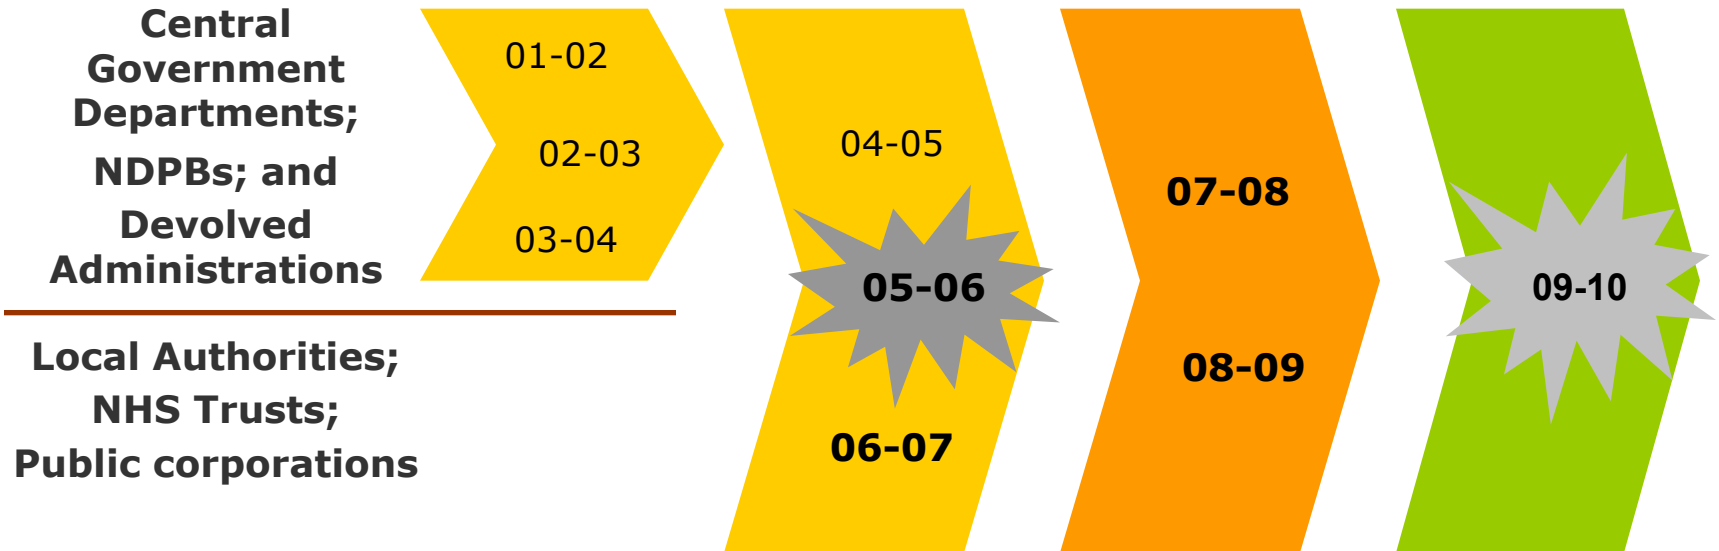 Central
Government
Departments;
NDPBs; and
Devolved
Administrations
Local Authorities;
NHS Trusts;
Public corporations
01-02
02-03
03-04
04-05
05-06
06-07
07-08
08-09
09-10